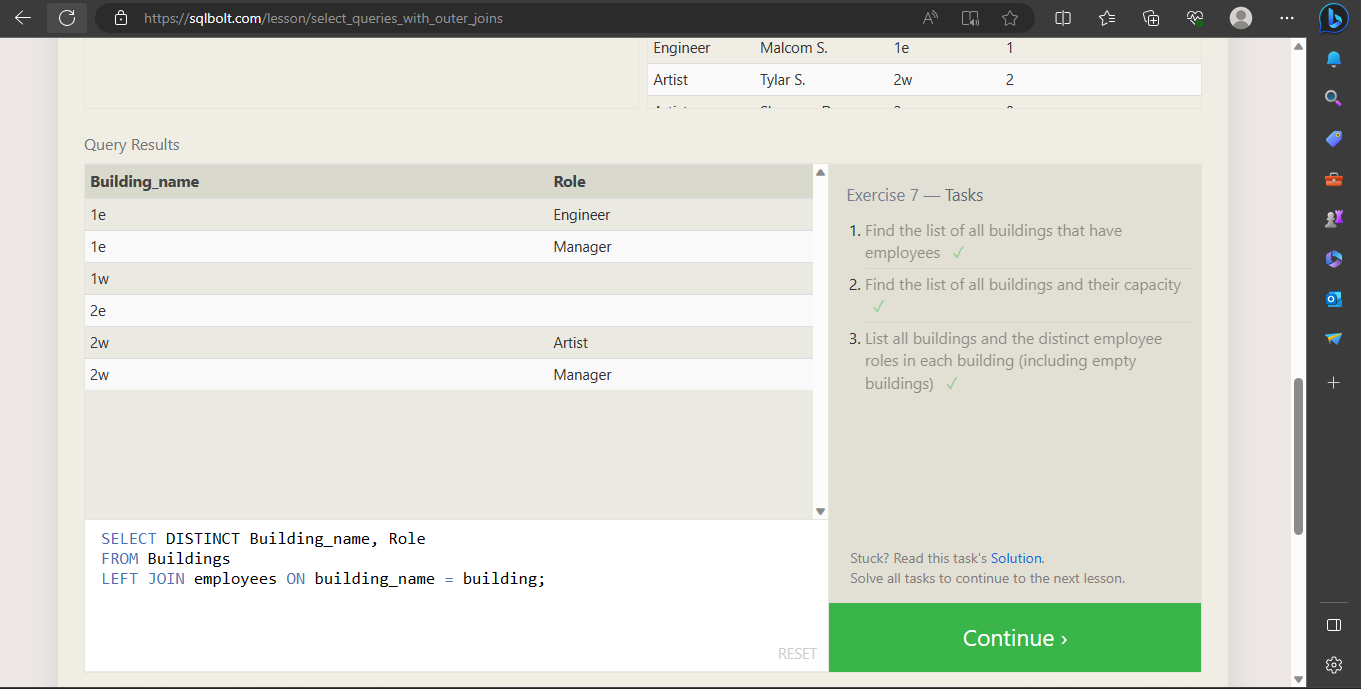 https://sqlbolt.com/lesson/select_queries_with_outer_joins
Engineer Malcom S. 1e 1
Artist Tylar S. 2w 2
Query Results
Building_name Role
1e Engineer
1e Manager
1w
2e
2w Artist
2w Manager
SELECT DISTINCT Building_name, Role
FROM Buildings
LEFT JOIN employees ON building_name = building;
RESET
Exercise 7 — Tasks
1. Find the list of all buildings that have
employees ✓
2. Find the list of all buildings and their capacity
✓
3. List all buildings and the distinct employee
roles in each building (including empty
buildings) ✓
Stuck? Read this task's Solution.
Solve all tasks to continue to the next lesson.
Continue ›